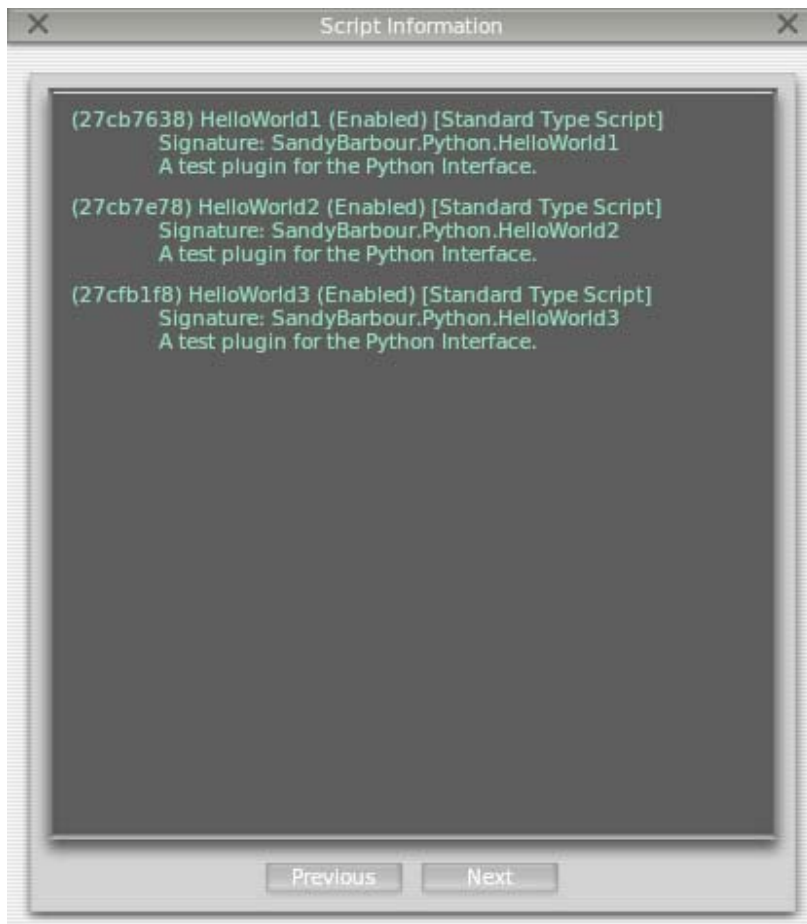 Script Information
(27cb7638) HelloWorld1 (Enabled) [Standard Type Script]
Signature: SandyBarbour.Python.HelloWorld1
A test plugin for the Python Interface.
(27cb7e78) HelloWorld2 (Enabled) [Standard Type Script]
Signature: SandyBarbour.Python.HelloWorld2
A test plugin for the Python Interface.
(27cfb1f8) HelloWorld3 (Enabled) [Standard Type Script]
Signature: SandyBarbour.Python.HelloWorld3
A test plugin for the Python Interface.
Previous Next